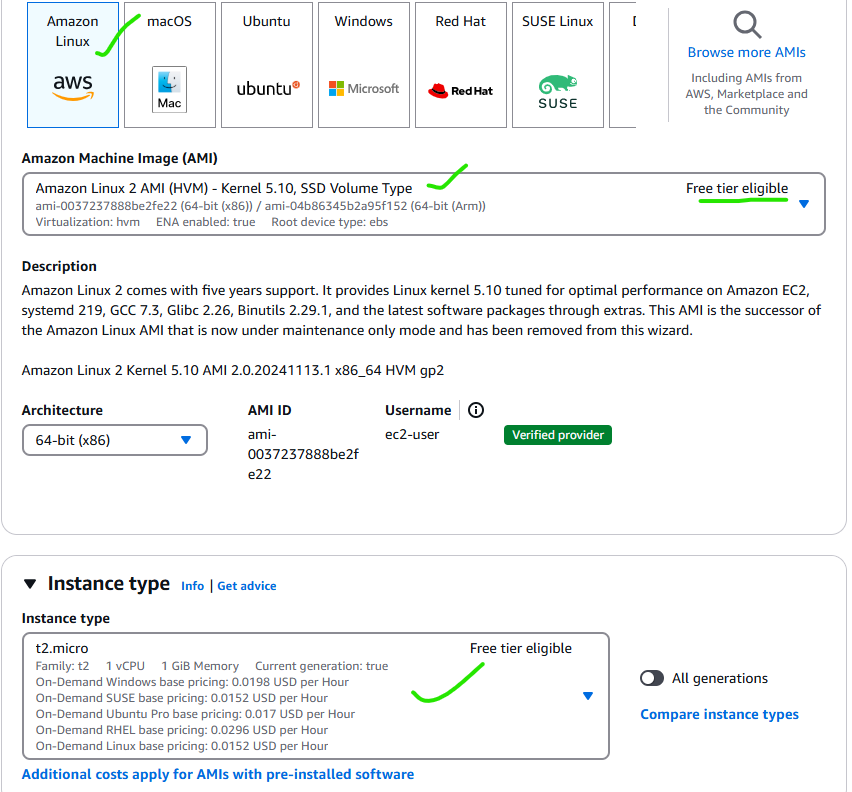 Amazon
Linux
aws
macOS
Mac
Ubuntu
ubuntu
Windows
Microsoft
Red Hat
Red Hat
SUSE Linux
SUSE
Browse more AMIs
Including AMIs from
AWS, Marketplace and
the Community
Amazon Machine Image (AMI)
Amazon Linux 2 AMI (HVM) - Kernel 5.10, SSD Volume Type
Free tier eligible
ami-0037237888be2fe22 (64-bit (x86)) / ami-04b86345b2a95f152 (64-bit (Arm))
Virtualization: hvm ENA enabled: true Root device type: ebs
Description
Amazon Linux 2 comes with five years support. It provides Linux kernel 5.10 tuned for optimal performance on Amazon EC2,
systemd 219, GCC 7.3, Glibc 2.26, Binutils 2.29.1, and the latest software packages through extras. This AMI is the successor of
the Amazon Linux AMI that is now under maintenance only mode and has been removed from this wizard.
Amazon Linux 2 Kernel 5.10 AMI 2.0.20241113.1 x86_64 HVM gp2
Architecture
64-bit (x86)
AMI ID
ami-
0037237888be2f
e22
Username
ec2-user
Verified provider
Instance type Info | Get advice
Instance type
t2.micro
Free tier eligible
Family: t2 1 vCPU 1 GiB Memory Current generation: true
On-Demand Windows base pricing: 0.0198 USD per Hour
On-Demand SUSE base pricing: 0.0152 USD per Hour
On-Demand Ubuntu Pro base pricing: 0.017 USD per Hour
On-Demand RHEL base pricing: 0.0296 USD per Hour
On-Demand Linux base pricing: 0.0152 USD per Hour
All generations
Compare instance types
Additional costs apply for AMIs with pre-installed software